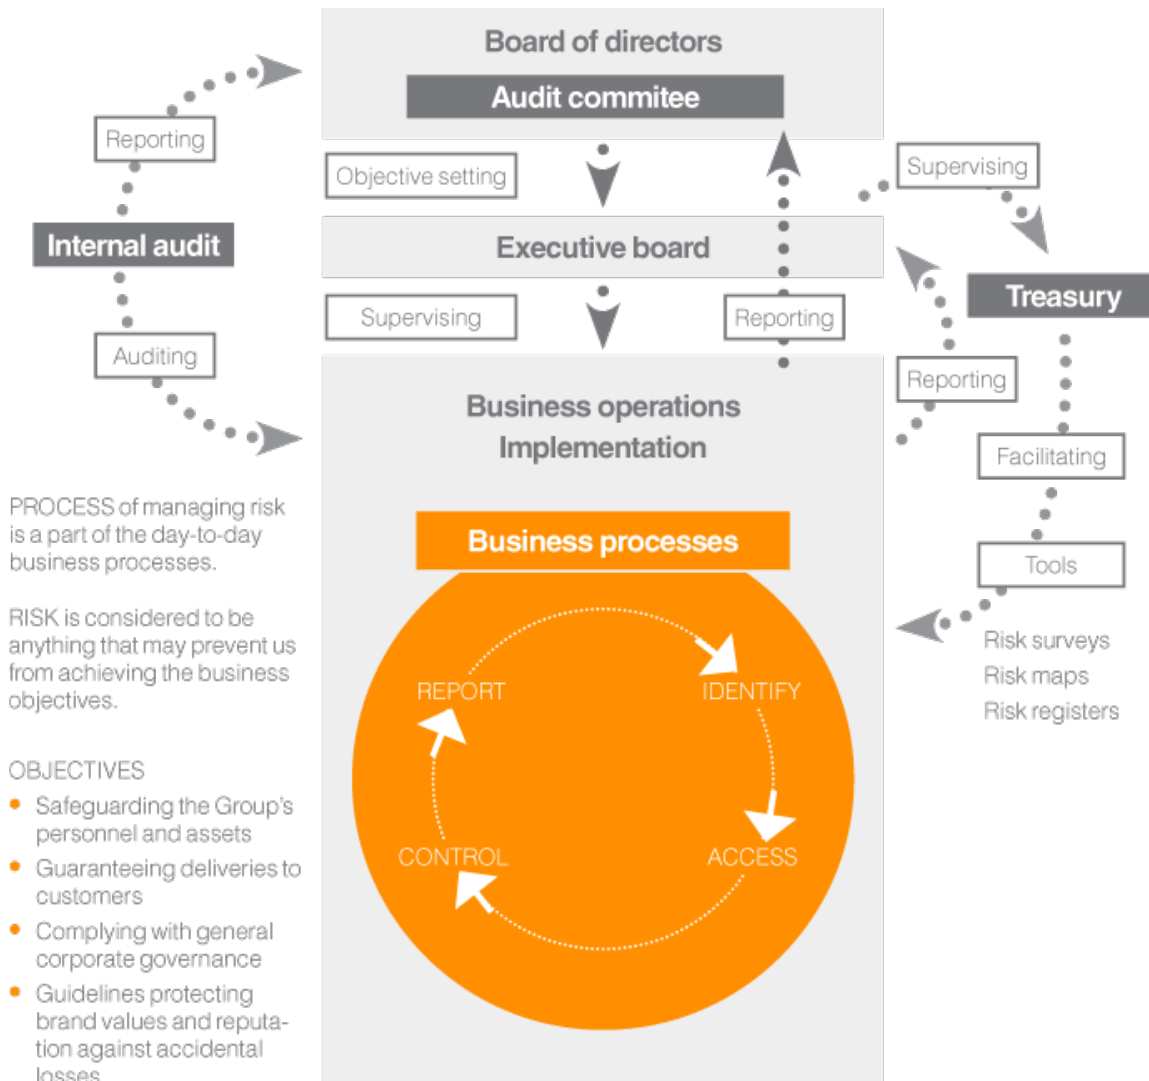 Board of directors
Audit commitee
Reporting
Objective setting
Supervising
Internal audit
Executive board
Treasury
Supervising
Reporting
Auditing
Reporting
Business operations
Implementation
Facilitating
PROCESS of managing risk
is a part of the day-to-day
business processes.
Business processes
Tools
RISK is considered to be
anything that may prevent us
from achieving the business
objectives.
Risk surveys
Risk maps
Risk registers
REPORT
IDENTIFY
CONTROL
ACCESS
OBJECTIVES
Safeguarding the Group's
personnel and assets
Guaranteeing deliveries to
customers
Complying with general
corporate governance
Guidelines protecting
brand values and reputa-
tion against accidental
losses